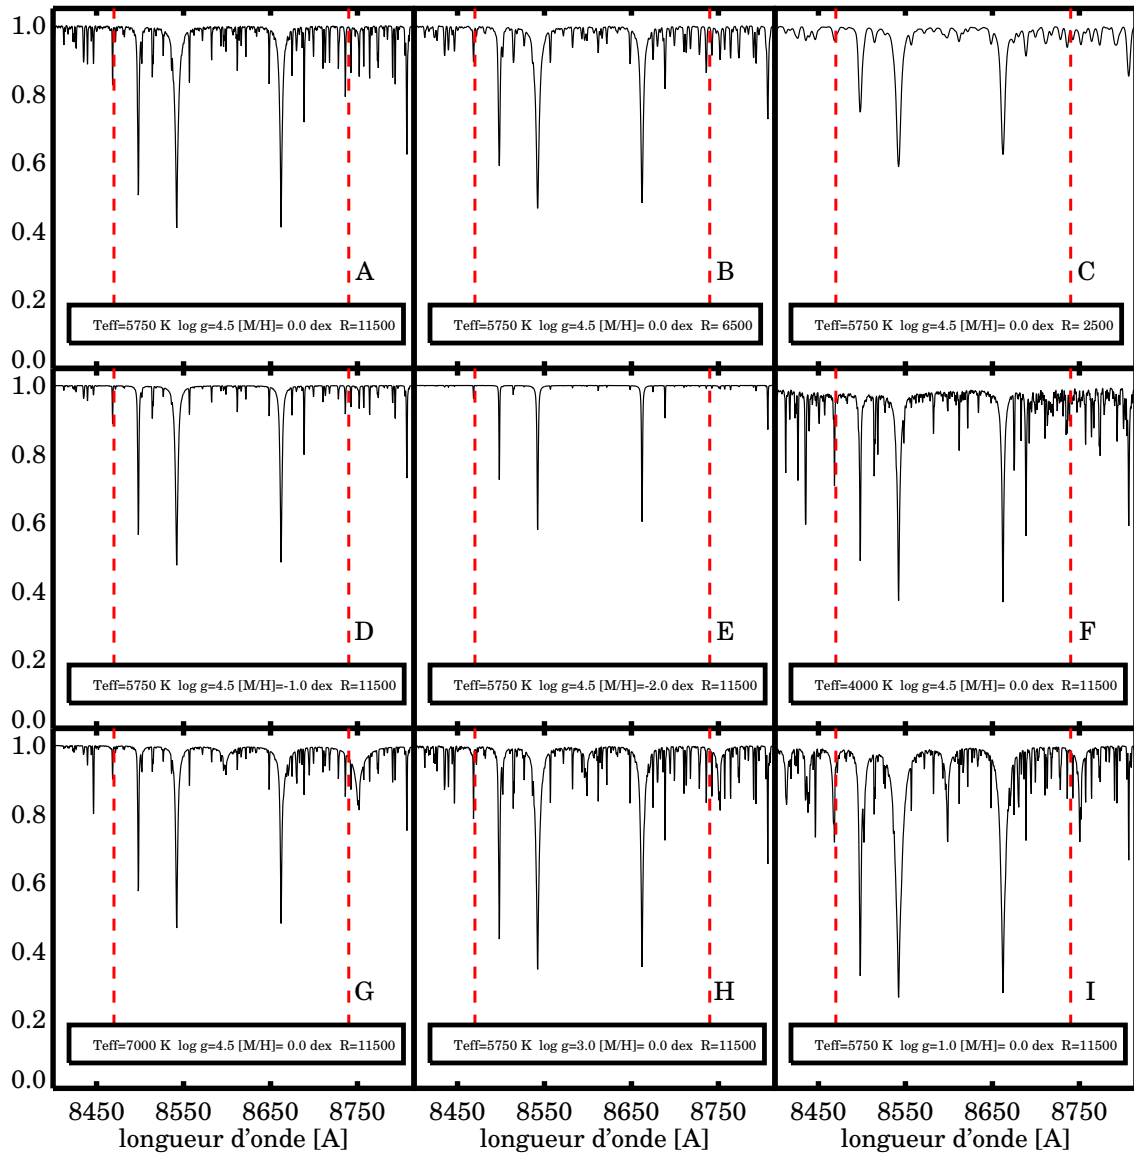 1.0
0.8
0.6
0.4
0.2
0.0
A
B
C
Teff=5750 K log g=4.5 [M/H]= 0.0 dex R=11500
Teff=5750 K log g=4.5 [M/H]= 0.0 dex R= 6500
Teff=5750 K log g=4.5 [M/H]= 0.0 dex R= 2500
1.0
0.8
0.6
0.4
0.2
0.0
D
E
F
Teff=5750 K log g=4.5 [M/H]=-1.0 dex R=11500
Teff=5750 K log g=4.5 [M/H]=-2.0 dex R=11500
Teff=4000 K log g=4.5 [M/H]= 0.0 dex R=11500
1.0
0.8
0.6
0.4
0.2
0.0
G
H
I
Teff=7000 K log g=4.5 [M/H]= 0.0 dex R=11500
Teff=5750 K log g=3.0 [M/H]= 0.0 dex R=11500
Teff=5750 K log g=1.0 [M/H]= 0.0 dex R=11500
8450 8550 8650 8750
8450 8550 8650 8750
8450 8550 8650 8750
longueur d'onde [A]
longueur d'onde [A]
longueur d'onde [A]